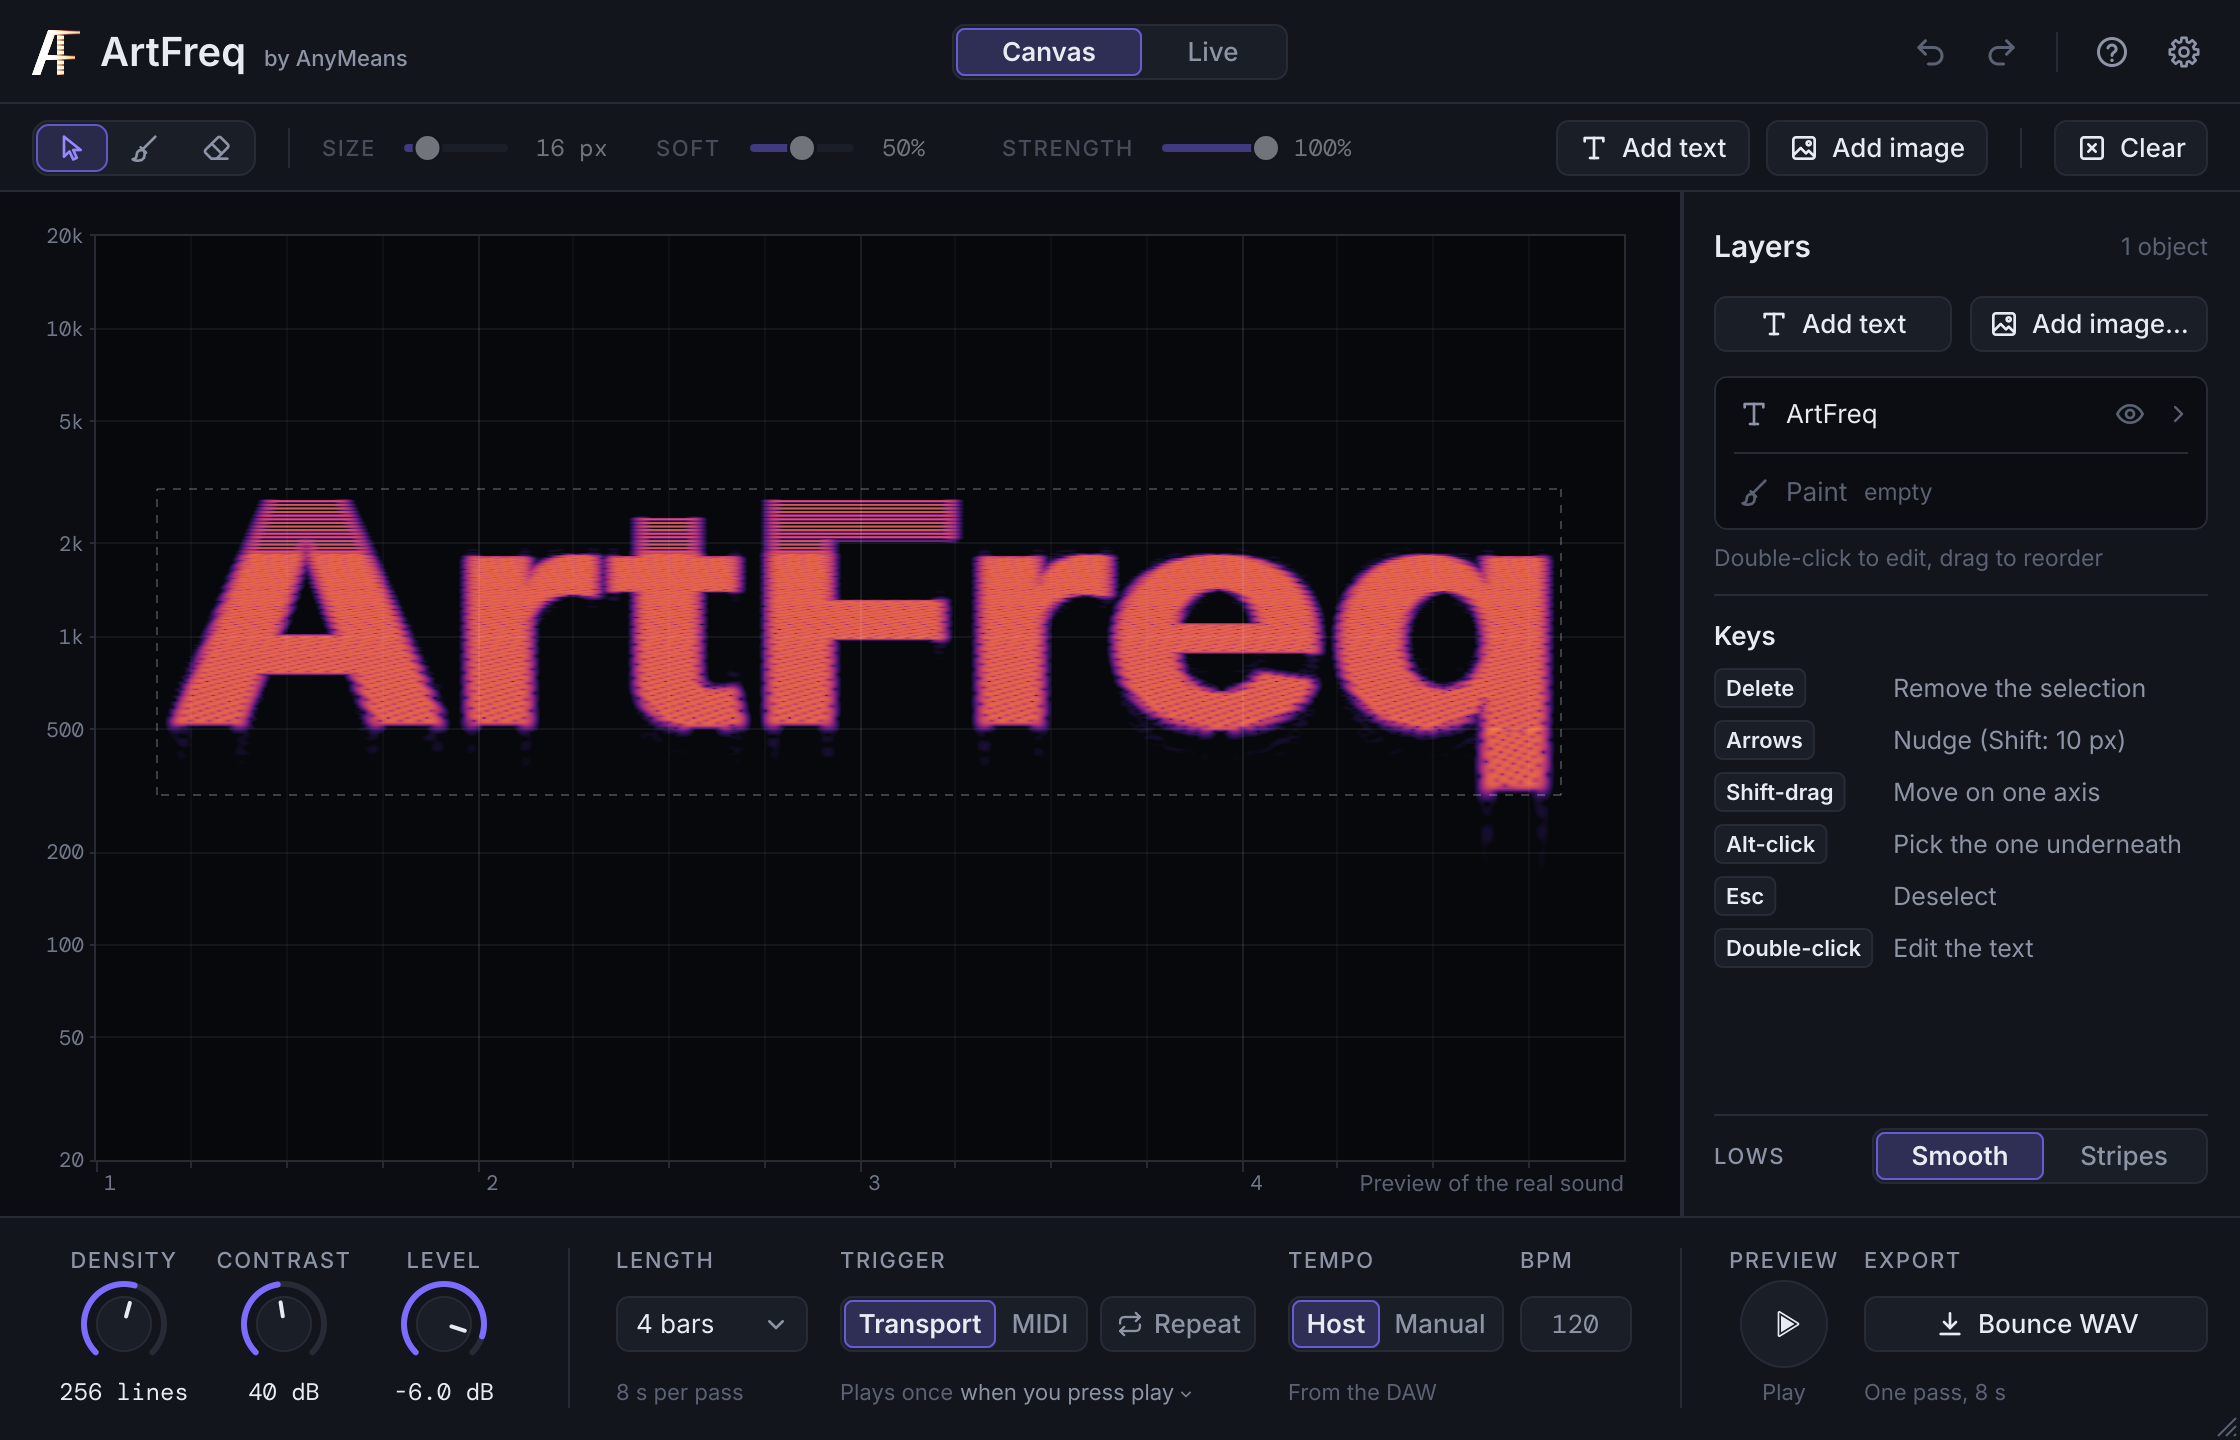 ArtFreq by AnyMeans
Canvas Live
SIZE 16 px SOFT 50% STRENGTH 100%
Add text Add image Clear
20k
10k
5k
2k
1k
500
200
100
50
20
ArtFreq
1 2 3 4 Preview of the real sound
Layers 1 object
Add text Add image...
ArtFreq
Paint empty
Double-click to edit, drag to reorder
Keys
Delete Remove the selection
Arrows Nudge (Shift: 10 px)
Shift-drag Move on one axis
Alt-click Pick the one underneath
Esc Deselect
Double-click Edit the text
LOWS Smooth Stripes
DENSITY CONTRAST LEVEL LENGTH TRIGGER TEMPO BPM PREVIEW EXPORT
4 bars Transport MIDI Repeat Host Manual 120 Bounce WAV
256 lines 40 dB -6.0 dB 8 s per pass Plays once when you press play From the DAW Play One pass, 8 s